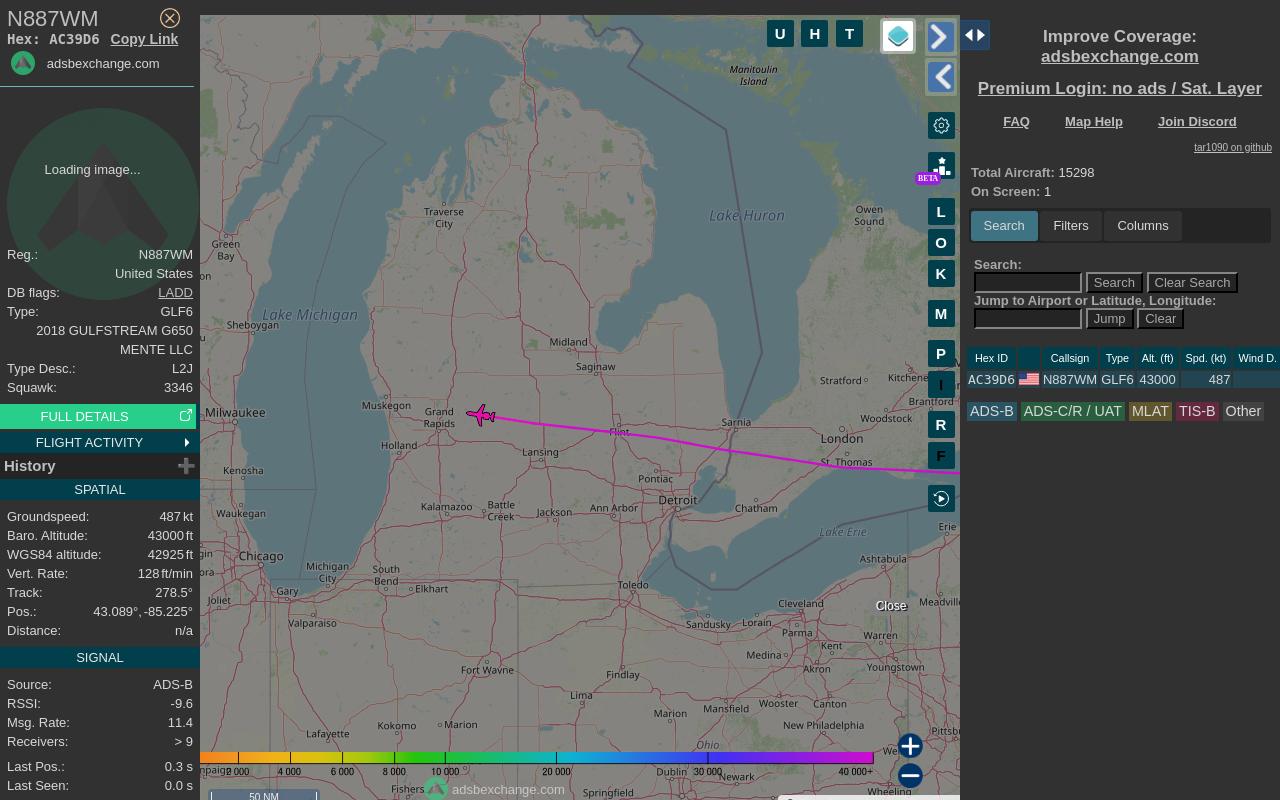 N887WM
Hex: AC39D6 Copy Link
adsbexchange.com
Loading image...
Reg.: N887WM
United States
DB flags: LADD
Type: GLF6
2018 GULFSTREAM G650
MENTE LLC
Type Desc.: L2J
Squawk: 3346
FULL DETAILS
FLIGHT ACTIVITY
History
SPATIAL
Groundspeed: 487 kt
Baro. Altitude: 43000 ft
WGS84 altitude: 42925 ft
Vert. Rate: 128 ft/min
Track: 278.5°
Pos.: 43.089°, -85.225°
Distance: n/a
SIGNAL
Source: ADS-B
RSSI: -9.6
Msg. Rate: 11.4
Receivers: > 9
Last Pos.: 0.3 s
Last Seen: 0.0 s
U H T
Manitoulin
Island
BETA
Lake Huron
Owen
Sound
Traverse
City
Green
Bay
L
O
K
M
P
I
R
F
Lake Michigan
Sheboygan
Midland
Saginaw
Stratford
Kitchene
Brantford
Milwaukee
Muskegon
Grand
Rapids
Flint
Sarnia
Woodstock
London
Holland
Lansing
St. Thomas
Kenosha
Pontiac
Waukegan
Kalamazoo
Battle
Creek
Jackson
Ann Arbor
Detroit
Chatham
Lake Erie
Erie
Chicago
Michigan
City
South
Bend
Elkhart
Toledo
Ashtabula
Joliet
Gary
Valparaiso
Cleveland
Close
Meadvill
Sandusky
Lorain
Parma
Warren
Kent
Medina
Akron
Youngstown
Fort Wayne
Findlay
Lima
Marion
Mansfield
Wooster
Canton
New Philadelphia
Kokomo
Marion
Lafayette
Ohio
Pittsb
2 000 4 000 6 000 8 000 10 000 20 000 30 000 40 000+
Dublin
Newark
Fishers
adsbexchange.com
Springfield
Wheeling
50 NM
Improve Coverage:
adsbexchange.com
Premium Login: no ads / Sat. Layer
FAQ Map Help Join Discord
tar1090 on github
Total Aircraft: 15298
On Screen: 1
Search Filters Columns
Search:
Search Clear Search
Jump to Airport or Latitude, Longitude:
Jump Clear
Hex ID Callsign Type Alt. (ft) Spd. (kt) Wind D.
AC39D6 N887WM GLF6 43000 487
ADS-B ADS-C/R / UAT MLAT TIS-B Other